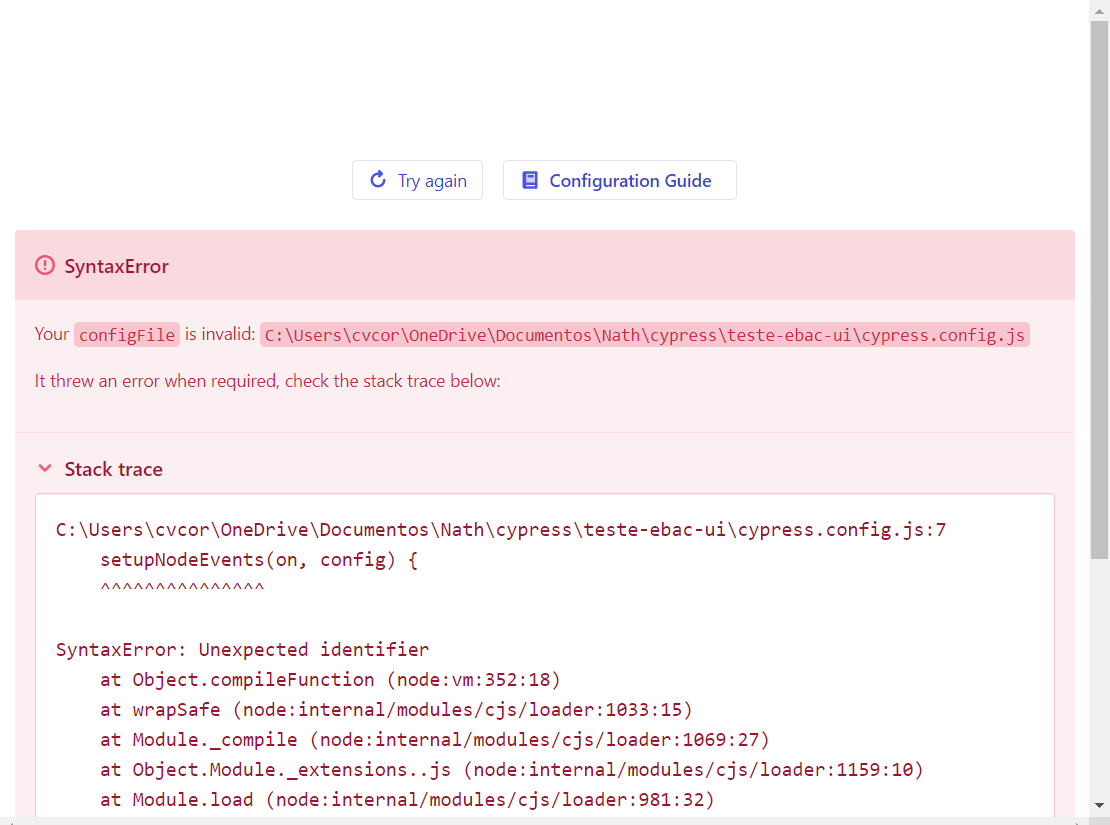 Try again
Configuration Guide
SyntaxError
Your configFile is invalid: C:\Users\cvcor\OneDrive\Documentos\Nath\cypress\teste-ebac-ui\cypress.config.js
It threw an error when required, check the stack trace below:
Stack trace
C:\Users\cvcor\OneDrive\Documentos\Nath\cypress\teste-ebac-ui\cypress.config.js:7
    setupNodeEvents(on, config) {
    ^^^^^^^^^^^^^^^
SyntaxError: Unexpected identifier
    at Object.compileFunction (node:vm:352:18)
    at wrapSafe (node:internal/modules/cjs/loader:1033:15)
    at Module._compile (node:internal/modules/cjs/loader:1069:27)
    at Object.Module._extensions..js (node:internal/modules/cjs/loader:1159:10)
    at Module.load (node:internal/modules/cjs/loader:981:32)